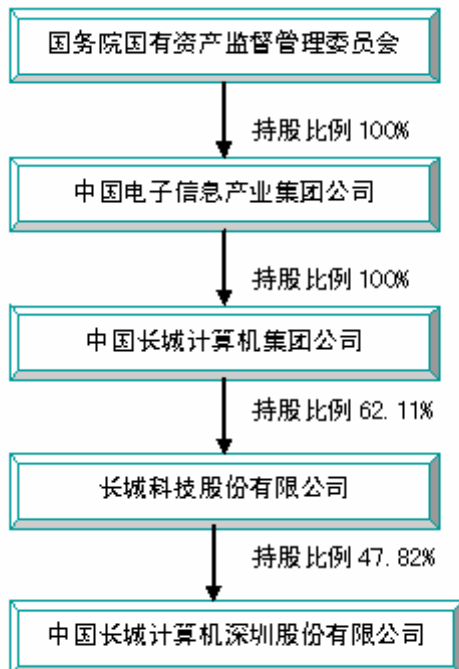 国务院国有资产监督管理委员会
持股比例 100%
中国电子信息产业集团公司
持股比例 100%
中国长城计算机集团公司
持股比例 62.11%
长城科技股份有限公司
持股比例 47.82%
中国长城计算机深圳股份有限公司